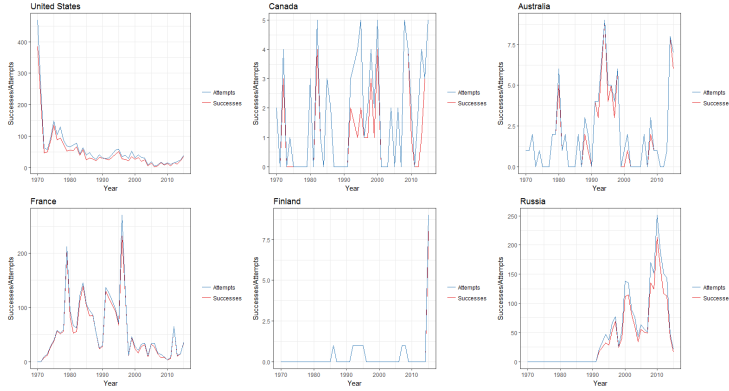 United States
Successes/Attempts
400
300
200
100
0
1970 1980 1990 2000 2010
Year
Attempts
Successes
Canada
Successes/Attempts
5
4
3
2
1
0
1970 1980 1990 2000 2010
Year
Attempts
Successes
Australia
Successes/Attempts
7.5
5.0
2.5
0.0
1970 1980 1990 2000 2010
Year
Attempts
Successes
France
Successes/Attempts
200
100
0
1970 1980 1990 2000 2010
Year
Attempts
Successes
Finland
Successes/Attempts
7.5
5.0
2.5
0.0
1970 1980 1990 2000 2010
Year
Attempts
Successes
Russia
Successes/Attempts
250
200
150
100
50
0
1970 1980 1990 2000 2010
Year
Attempts
Successe